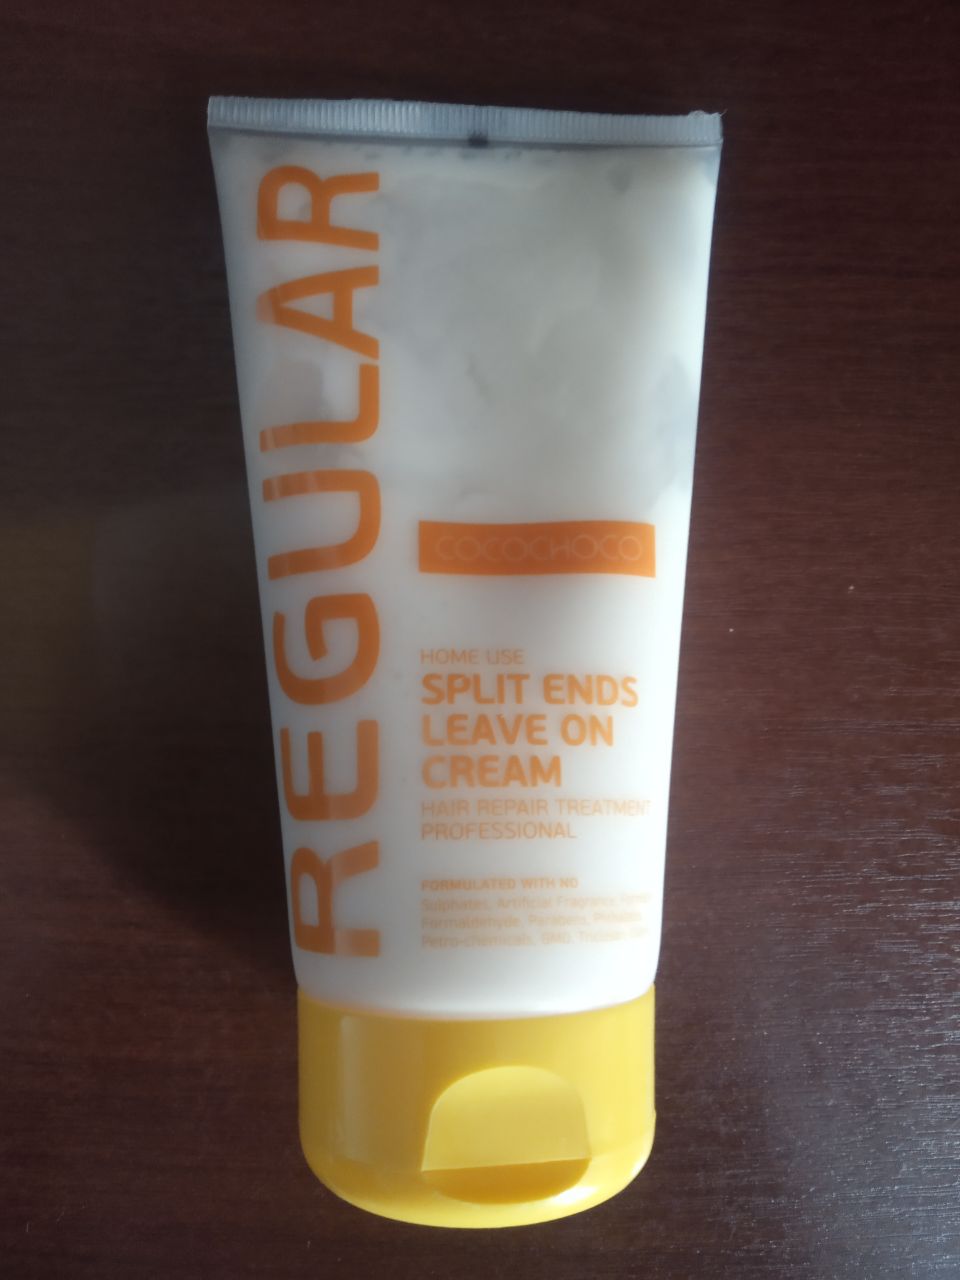 REGULAR
COCOCHOCO
HOME USE
SPLIT ENDS
LEAVE ON
CREAM
HAIR REPAIR TREATMENT
PROFESSIONAL
FORMULATED WITH NO
Sulphates, Artificial Fragrance,
Formaldehyde, Parabens, Phthalates,
Petro-chemicals, GMO, Triclosan,